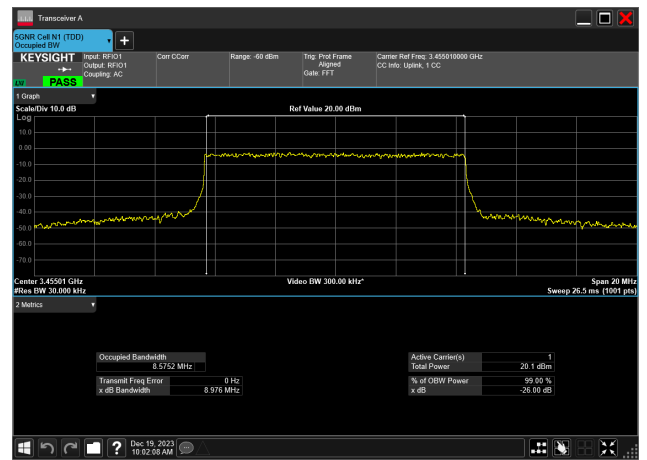 Transceiver A
5GNR Cell N1 (TDD)
Occupied BW
KEYSIGHT
PASS
Input: RFIO1
Output: RFIO1
Coupling: AC
Corr CCorr
Range: -60 dBm
Trig: Prot Frame
Aligned
Gate: FFT
Carrier Ref Freq: 3.455010000 GHz
CC Info: Uplink, 1 CC
1 Graph
Scale/Div 10.0 dB
Ref Value 20.00 dBm
Log
10.0
0.00
-10.0
-20.0
-30.0
-40.0
-50.0
-60.0
-70.0
Center 3.45501 GHz
Video BW 300.00 kHz*
Span 20 MHz
#Res BW 30.000 kHz
Sweep 26.5 ms (1001 pts)
2 Metrics
Occupied Bandwidth
8.5752 MHz
Transmit Freq Error 0 Hz
x dB Bandwidth 8.976 MHz
Active Carrier(s) 1
Total Power 20.1 dBm
% of OBW Power 99.00 %
x dB -26.00 dB
?
Dec 19, 2023
10:02:08 AM